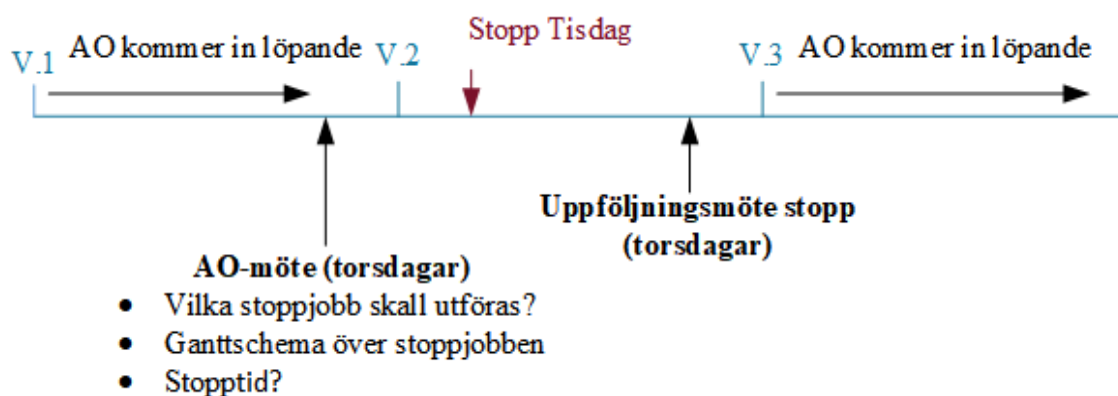 Stopp Tisdag
V.1 AO kommer in löpande V.2 V.3 AO kommer in löpande
Uppföljningsmöte stopp
(torsdagar)
AO-möte (torsdagar)
• Vilka stoppjobb skall utföras?
• Ganttschema över stoppjobben
• Stopptid?